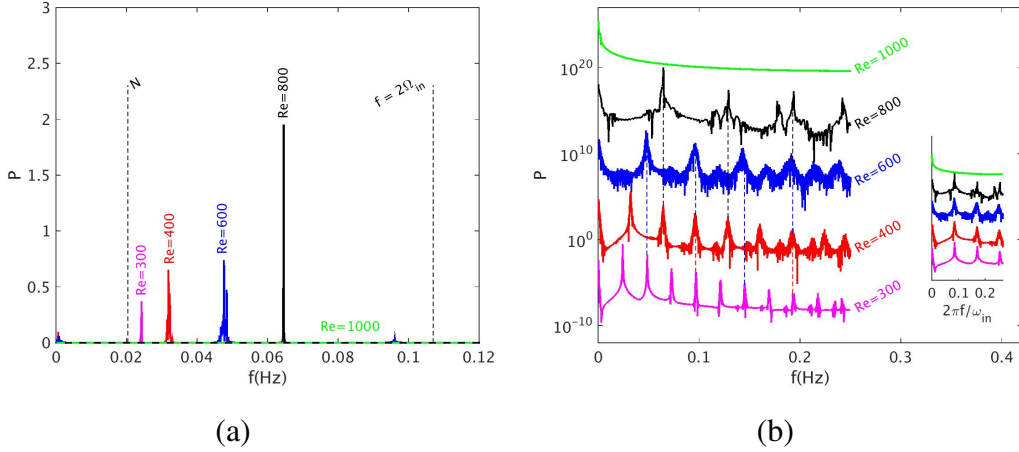 3
2.5
2
1.5
1
0.5
0
P
N
f = 2Ωin
Re=800
Re=600
Re=400
Re=300
Re=1000
0 0.02 0.04 0.06 0.08 0.1 0.12
f(Hz)
(a)
10^20
10^10
10^0
10^-10
P
Re=1000
Re=800
Re=600
Re=400
Re=300
0 0.1 0.2
2πf/ωin
0 0.1 0.2 0.3 0.4
f(Hz)
(b)